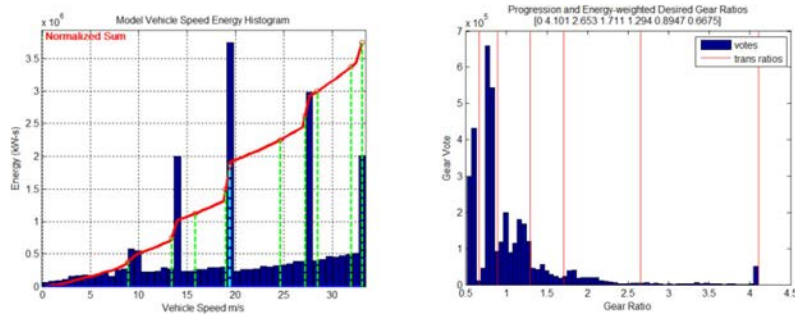 Model Vehicle Speed Energy Histogram
x 10⁶
Normalized Sum
3.5
3
2.5
2
1.5
1
0.5
0
Energy (kW-s)
0 5 10 15 20 25 30
Vehicle Speed m/s
Progression and Energy-weighted Desired Gear Ratios
[0 4.101 2.653 1.711 1.294 0.8947 0.6675]
x 10⁵
7
6
5
4
3
2
1
0
Gear Vote
votes
trans ratios
0.5 1 1.5 2 2.5 3 3.5 4 4.5
Gear Ratio